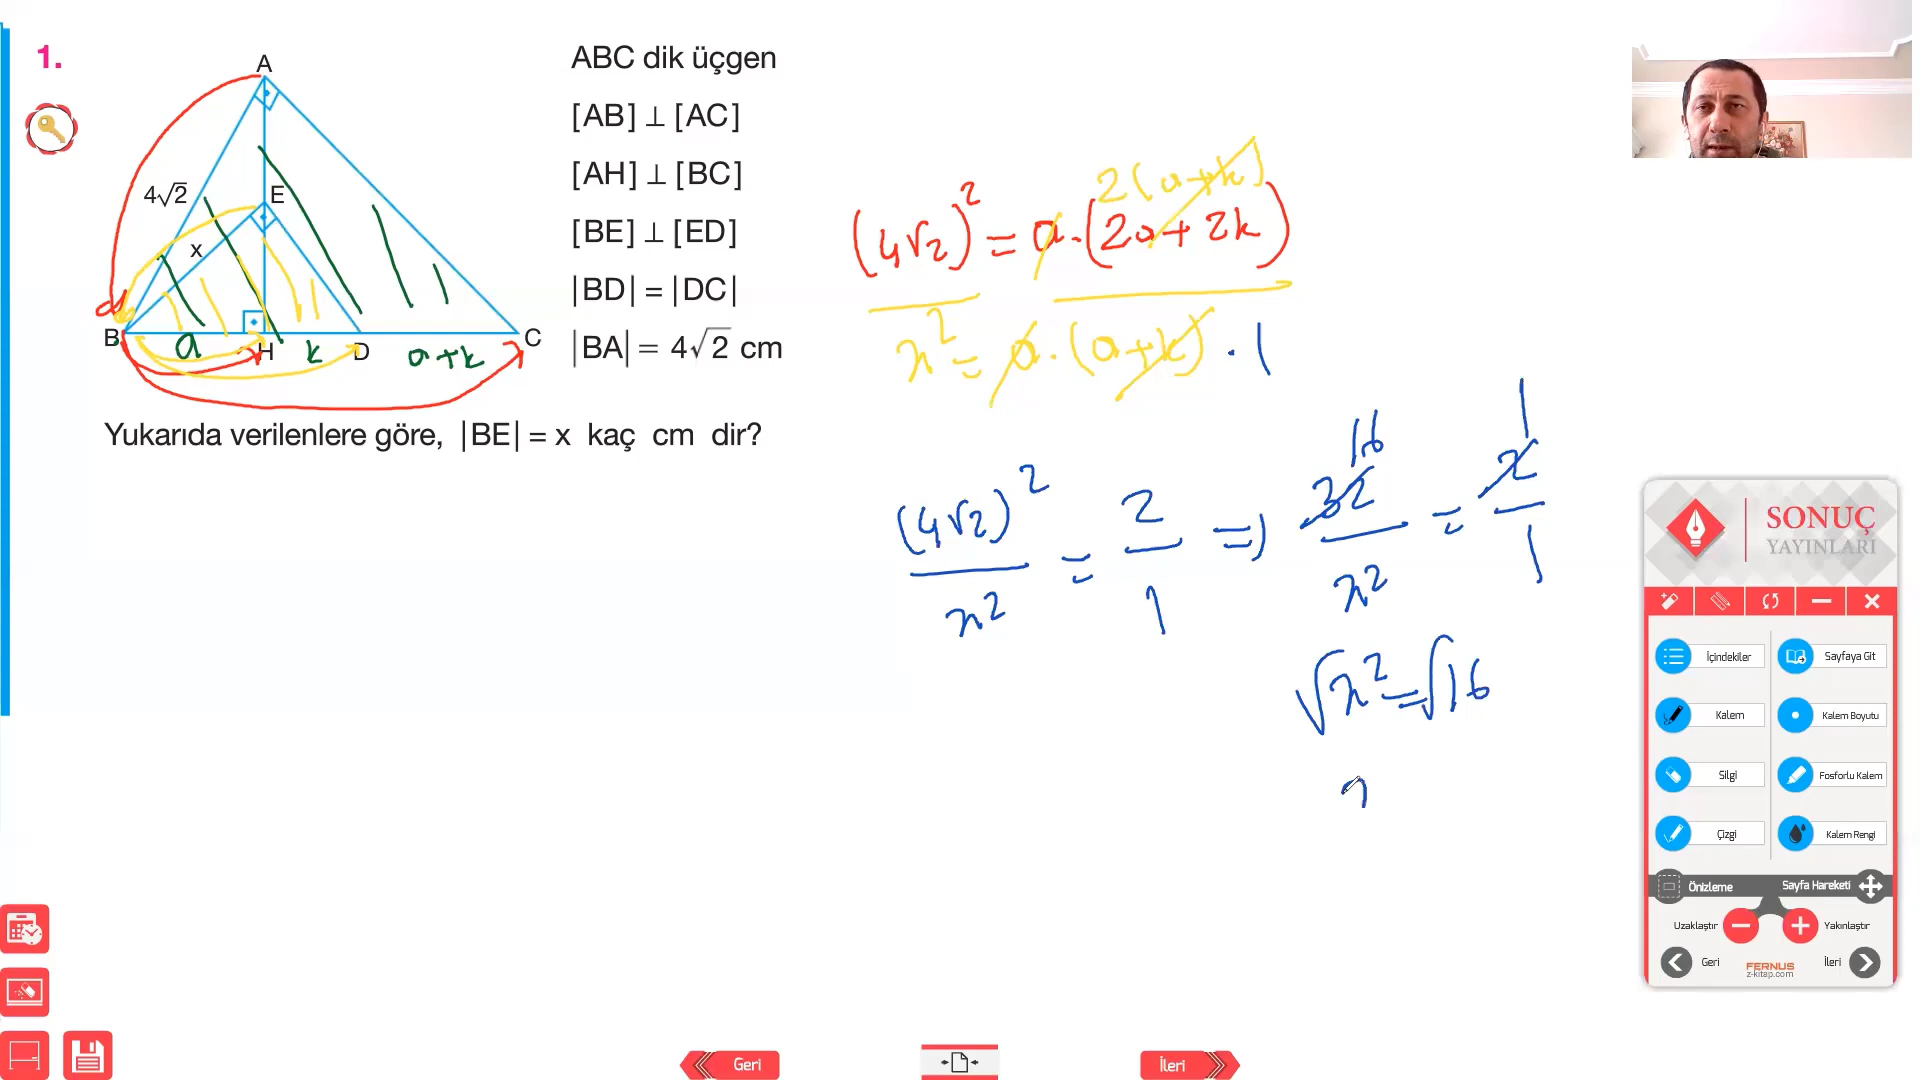 1.
A
ABC dik üçgen
[AB] ⊥ [AC]
[AH] ⊥ [BC]
[BE] ⊥ [ED]
|BD| = |DC|
|BA| = 4√2 cm
4√2
E
x
B
H
D
C
a
k
a+k
Yukarıda verilenlere göre, |BE| = x kaç cm dir?
2(a+k)
(4√2)² = a·(2a+2k)
x² = a·(a+k) · 1
(4√2)²/x² = 2/1 ⇒ 32/x² = 2/1
16
1
√x² = √16
SONUÇ
YAYINLARI
İçindekiler
Sayfaya Git
Kalem
Kalem Boyutu
Silgi
Fosforlu Kalem
Çizgi
Kalem Rengi
Önizleme
Sayfa Hareketi
Uzaklaştır
Yakınlaştır
Geri
FERNUS
z-kitap.com
İleri
Geri
İleri